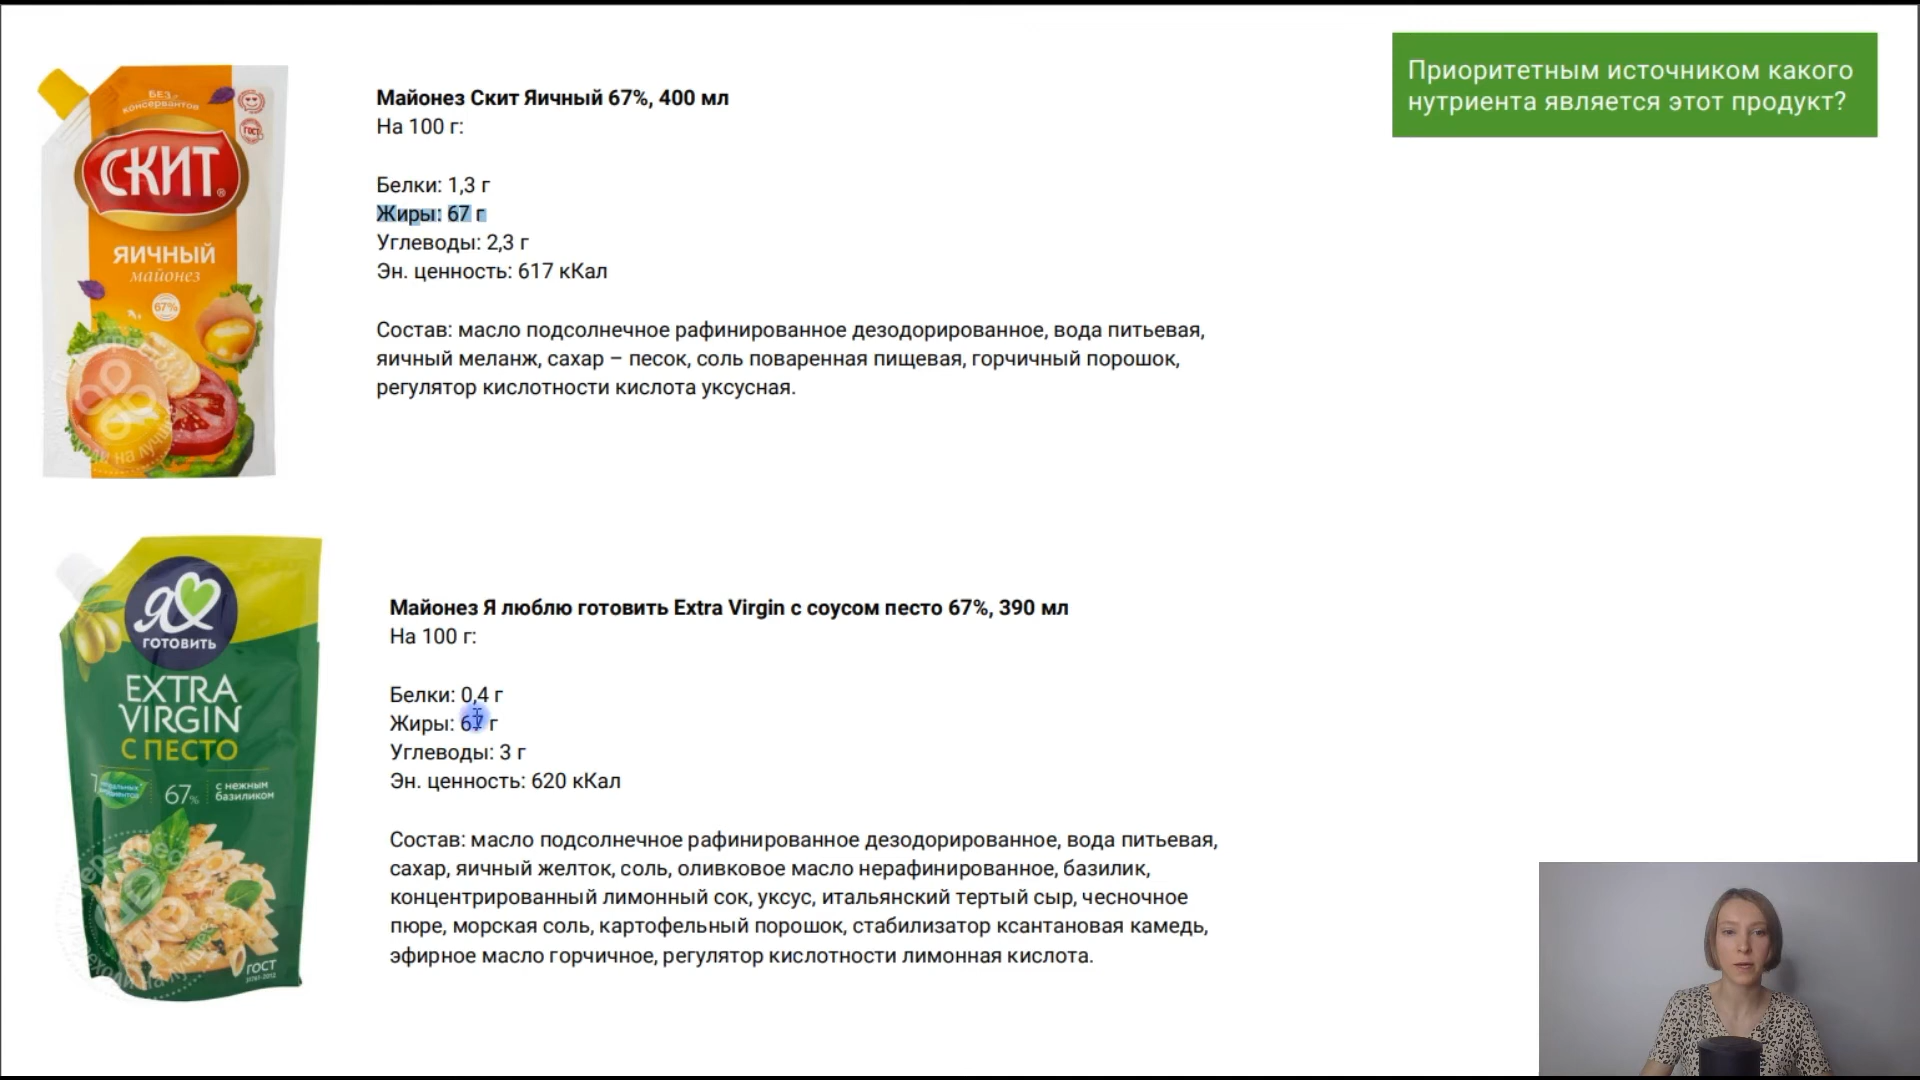 Приоритетным источником какого
нутриента является этот продукт?
БЕЗ
консервантов
ГОСТ
СКИТ
ЯИЧНЫЙ
майонез
67%
Майонез Скит Яичный 67%, 400 мл
На 100 г:
Белки: 1,3 г
Жиры: 67 г
Углеводы: 2,3 г
Эн. ценность: 617 кКал
Состав: масло подсолнечное рафинированное дезодорированное, вода питьевая,
яичный меланж, сахар – песок, соль поваренная пищевая, горчичный порошок,
регулятор кислотности кислота уксусная.
Я
ГОТОВИТЬ
EXTRA
VIRGIN
С ПЕСТО
67%
с нежным
базиликом
ГОСТ
Майонез Я люблю готовить Extra Virgin с соусом песто 67%, 390 мл
На 100 г:
Белки: 0,4 г
Жиры: 67 г
Углеводы: 3 г
Эн. ценность: 620 кКал
Состав: масло подсолнечное рафинированное дезодорированное, вода питьевая,
сахар, яичный желток, соль, оливковое масло нерафинированное, базилик,
концентрированный лимонный сок, уксус, итальянский тертый сыр, чесночное
пюре, морская соль, картофельный порошок, стабилизатор ксантановая камедь,
эфирное масло горчичное, регулятор кислотности лимонная кислота.